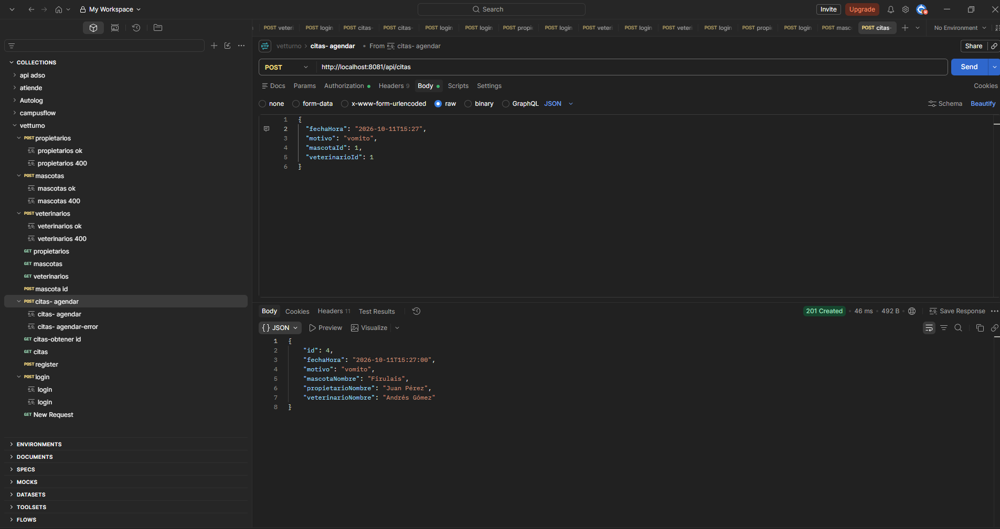 My Workspace
Search
Invite
Upgrade
POST veteri
POST login
POST citas-
POST citas-
POST login
POST login
POST propie
POST login
POST veteri
POST login
POST veteri
POST login
POST propie
POST login
POST masc
POST citas-
No Environment
HTTP vetturno > citas- agendar • From e.g. citas- agendar
Share
COLLECTIONS
api adso
atiende
Autolog
campusflow
vetturno
POST propietarios
e.g. propietarios ok
e.g. propietarios 400
POST mascotas
e.g. mascotas ok
e.g. mascotas 400
POST veterinarios
e.g. veterinarios ok
e.g. veterinarios 400
GET propietarios
GET mascotas
GET veterinarios
POST mascota id
POST citas- agendar
e.g. citas- agendar
e.g. citas- agendar-error
GET citas-obtener id
GET citas
POST register
POST login
e.g. login
e.g. login
GET New Request
ENVIRONMENTS
DOCUMENTS
SPECS
MOCKS
DATASETS
TOOLSETS
FLOWS
POST http://localhost:8081/api/citas
Send
Docs Params Authorization Headers 9 Body Scripts Settings
Cookies
none form-data x-www-form-urlencoded raw binary GraphQL JSON
Schema Beautify
1 {
2 "fechaHora": "2026-10-11T15:27",
3 "motivo": "vomito",
4 "mascotaId": 1,
5 "veterinarioId": 1
6 }
Body Cookies Headers 11 Test Results
201 Created • 46 ms • 492 B
e.g. Save Response
{} JSON Preview Visualize
1 {
2 "id": 4,
3 "fechaHora": "2026-10-11T15:27:00",
4 "motivo": "vomito",
5 "mascotaNombre": "Firulais",
6 "propietarioNombre": "Juan Pérez",
7 "veterinarioNombre": "Andrés Gómez"
8 }